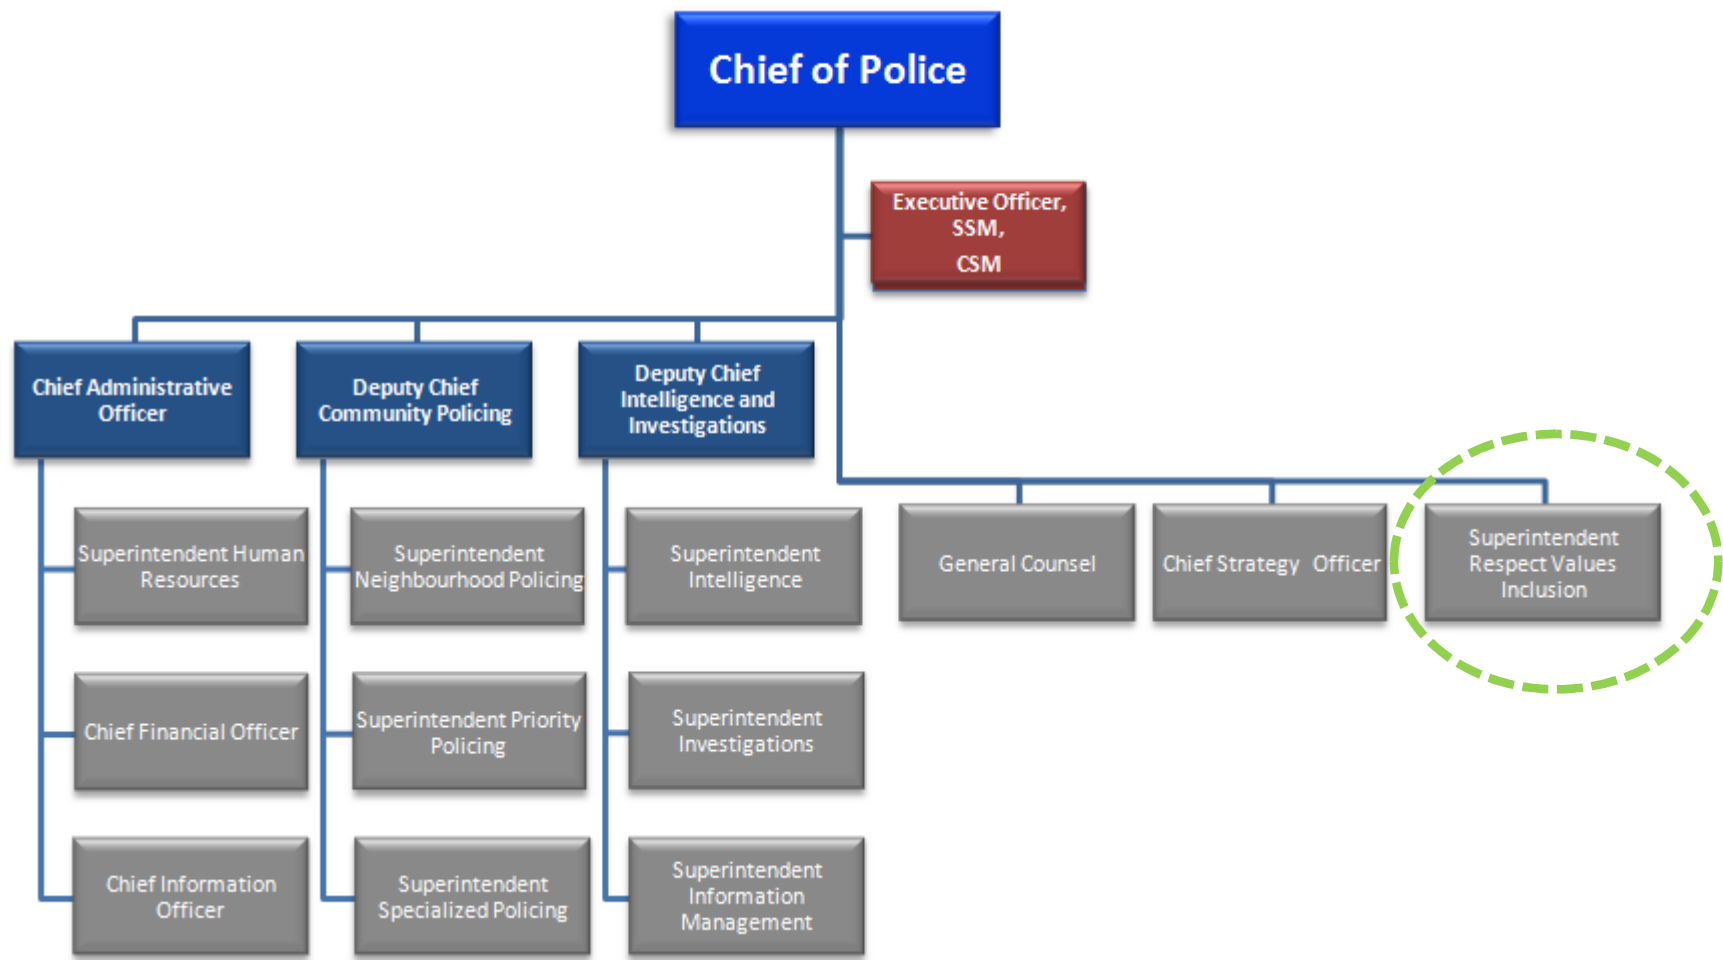 Chief of Police
Executive Officer,
SSM,
CSM
Chief Administrative
Officer
Deputy Chief
Community Policing
Deputy Chief
Intelligence and
Investigations
Superintendent Human
Resources
Superintendent
Neighbourhood Policing
Superintendent
Intelligence
General Counsel
Chief Strategy Officer
Superintendent
Respect Values
Inclusion
Chief Financial Officer
Superintendent Priority
Policing
Superintendent
Investigations
Chief Information
Officer
Superintendent
Specialized Policing
Superintendent
Information
Management